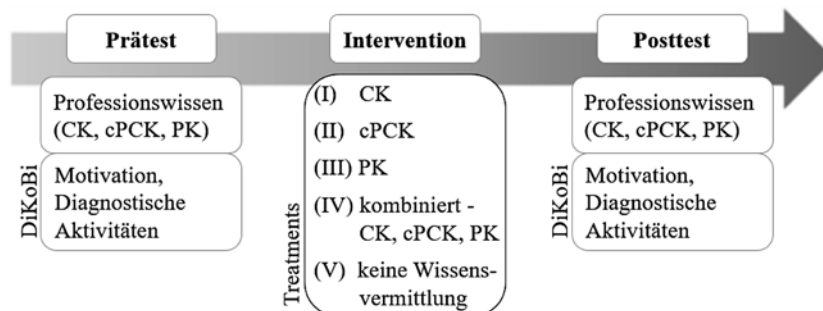 Prätest
Professionswissen
(CK, cPCK, PK)
DiKoBi
Motivation,
Diagnostische
Aktivitäten
Intervention
Treatments
(I) CK
(II) cPCK
(III) PK
(IV) kombiniert -
CK, cPCK, PK
(V) keine Wissens-
vermittlung
Posttest
Professionswissen
(CK, cPCK, PK)
DiKoBi
Motivation,
Diagnostische
Aktivitäten